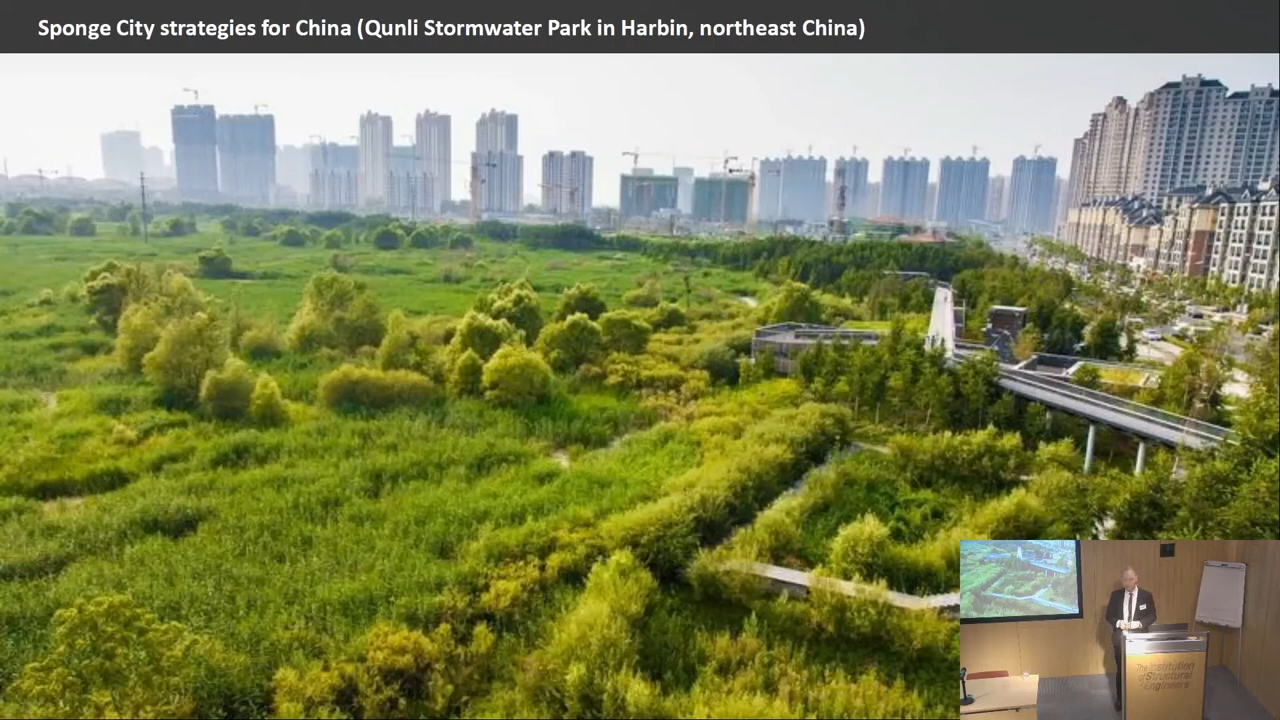 Sponge City strategies for China (Qunli Stormwater Park in Harbin, northeast China)
The Institution
of Structural
Engineers